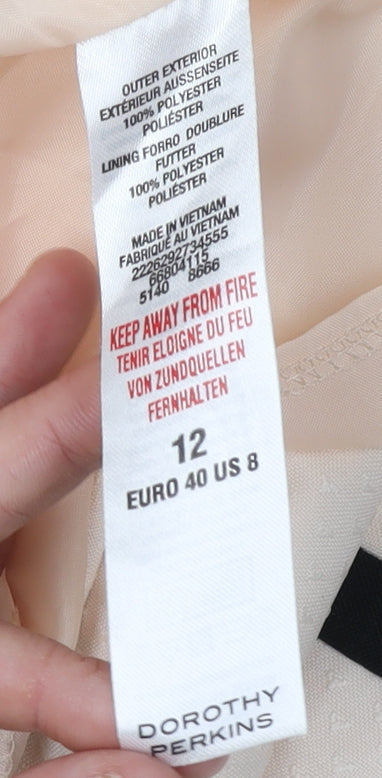 OUTER EXTERIOR
EXTÉRIEUR AUSSENSEITE
100% POLYESTER
POLIÉSTER
LINING FORRO DOUBLURE
FUTTER
100% POLYESTER
POLIÉSTER
MADE IN VIETNAM
FABRIQUÉ AU VIETNAM
2226292734555
66804115
5140 8666
KEEP AWAY FROM FIRE
TENIR ELOIGNE DU FEU
VON ZUNDQUELLEN
FERNHALTEN
12
EURO 40 US 8
DOROTHY
PERKINS